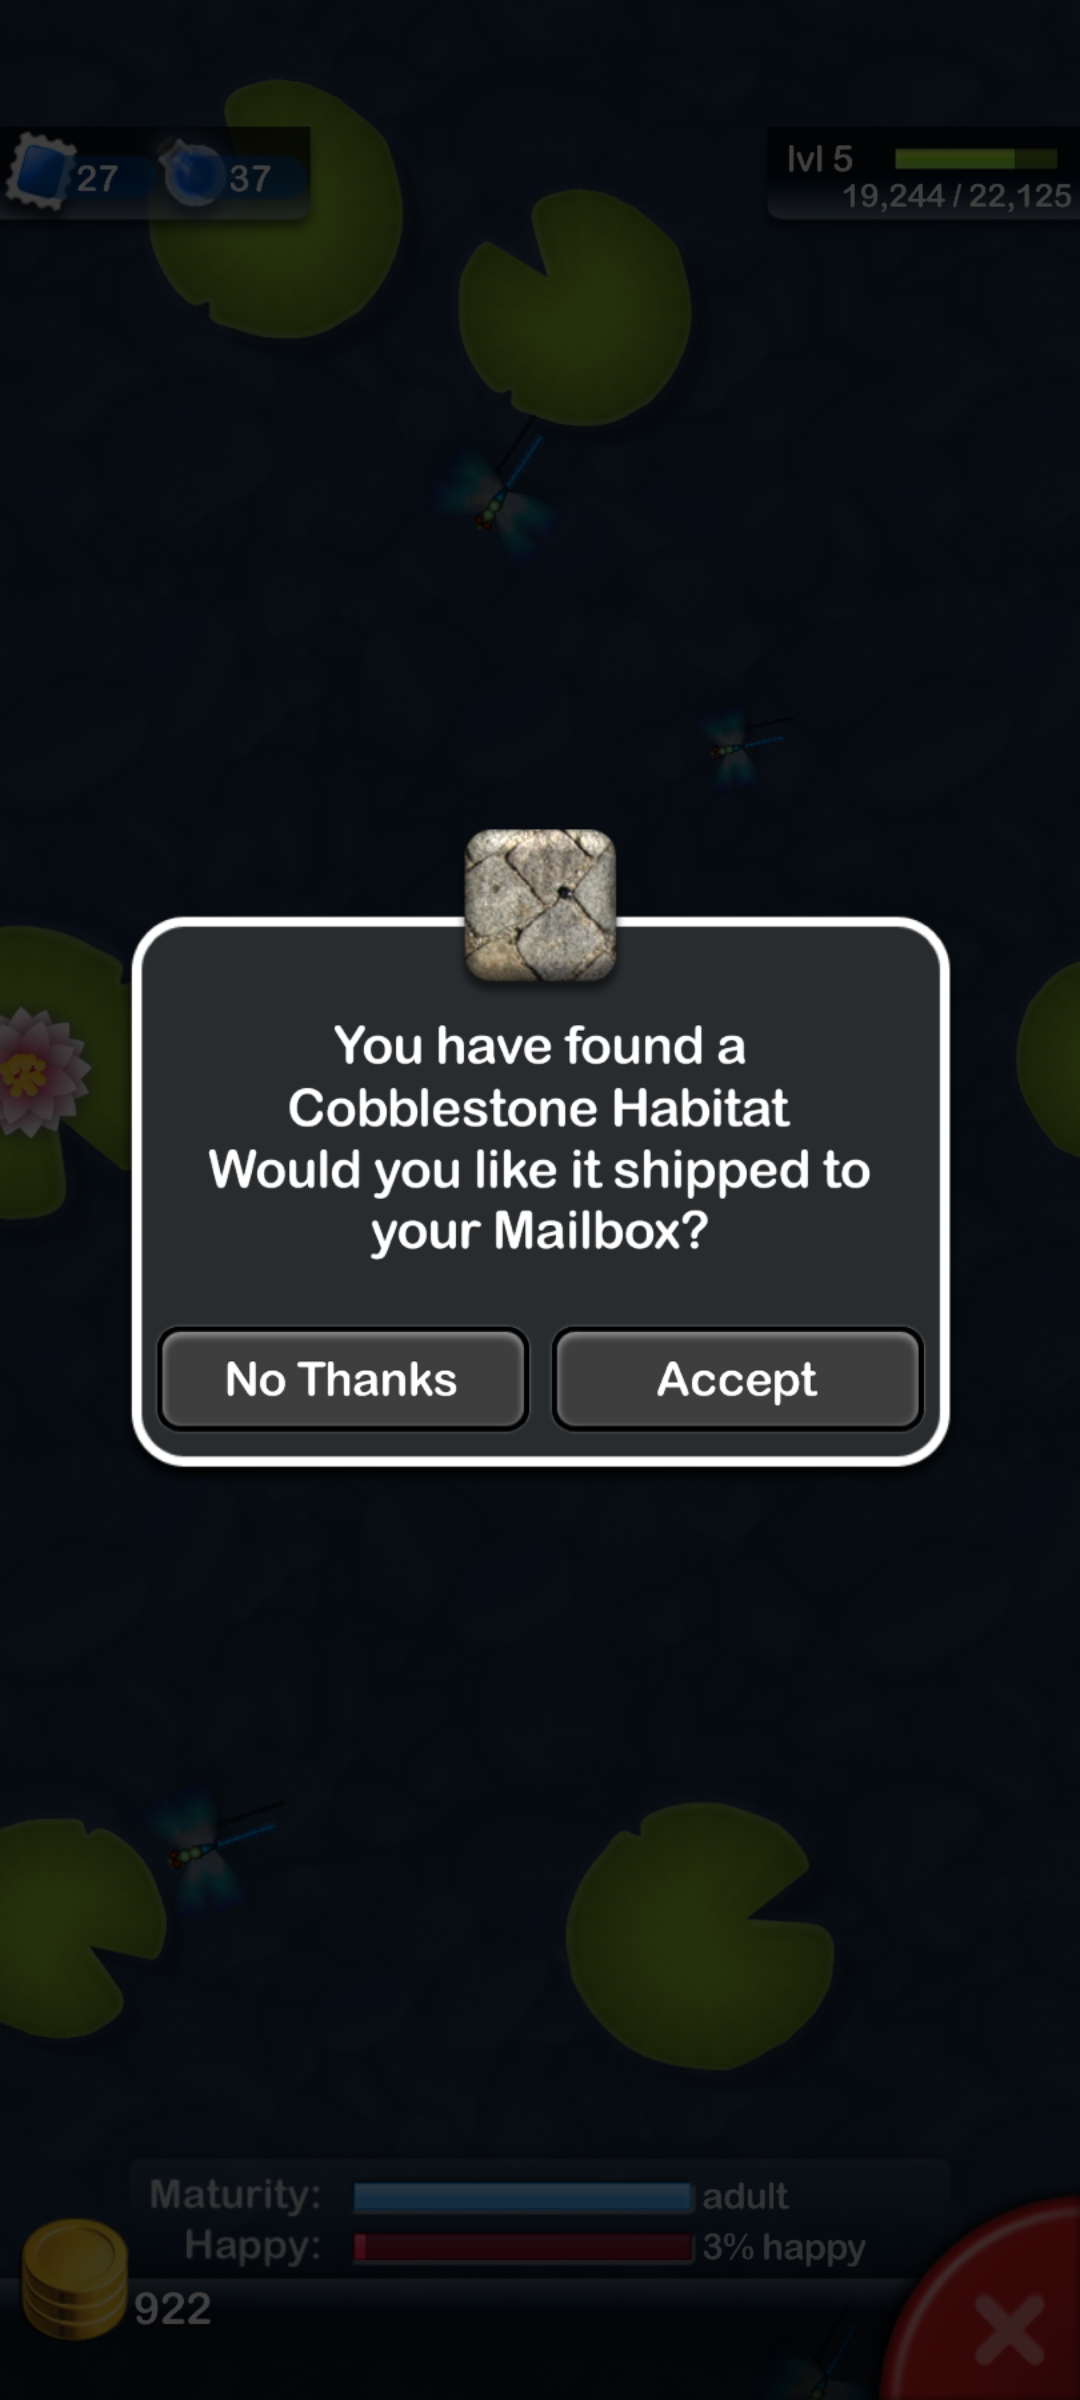 27 37
lvl 5
19,244 / 22,125
You have found a
Cobblestone Habitat
Would you like it shipped to
your Mailbox?
No Thanks Accept
Maturity: adult
Happy: 3% happy
922